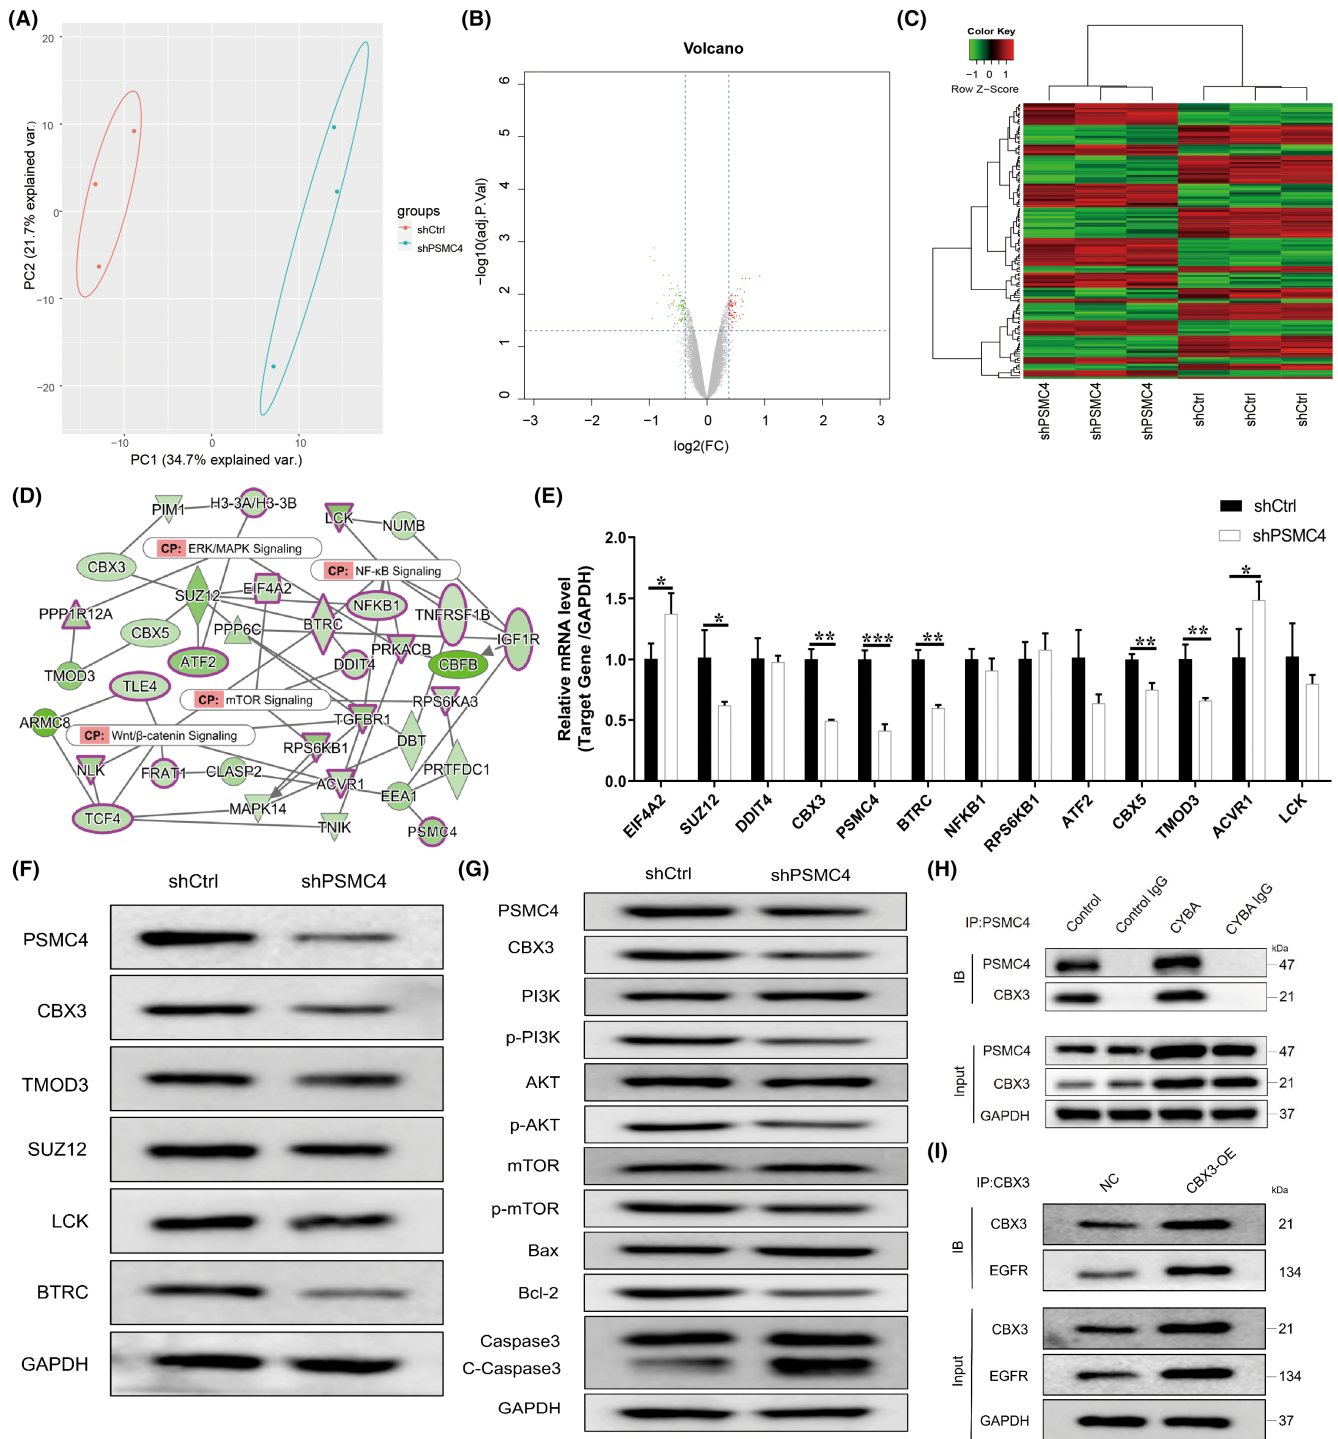 (A)
20
10
0
−10
−20
−10
0
10
PC2 (21.7% explained var.)
PC1 (34.7% explained var.)
groups
shCtrl
shPSMC4
(B)
Volcano
6
5
4
3
2
1
0
−3
−2
−1
0
1
2
3
−log10(adj.P.Val)
log2(FC)
(C)
Color Key
−1 0 1
Row Z−Score
shPSMC4
shPSMC4
shPSMC4
shCtrl
shCtrl
shCtrl
(D)
PIM1
H3-3A/H3-3B
LCK
NUMB
CP: ERK/MAPK Signaling
CBX3
CP: NF-κB Signaling
SUZ12
EIF4A2
NFKB1
TNFRSF1B
PPP1R12A
CBX5
PPP6C
BTRC
IGF1R
PRKACB
ATF2
DDIT4
CBFB
TMOD3
TLE4
CP: mTOR Signaling
RPS6KA3
ARMC8
TGFBR1
CP: Wnt/β-catenin Signaling
RPS6KB1
DBT
NLK
FRAT1
CLASP2
ACVR1
PRTFDC1
MAPK14
EEA1
TCF4
TNIK
PSMC4
(E)
shCtrl
shPSMC4
Relative mRNA level
(Target Gene /GAPDH)
2.0
1.5
1.0
0.5
0.0
*
*
**
***
**
**
**
*
EIF4A2
SUZ12
DDIT4
CBX3
PSMC4
BTRC
NFKB1
RPS6KB1
ATF2
CBX5
TMOD3
ACVR1
LCK
(F)
shCtrl
shPSMC4
PSMC4
CBX3
TMOD3
SUZ12
LCK
BTRC
GAPDH
(G)
shCtrl
shPSMC4
PSMC4
CBX3
PI3K
p-PI3K
AKT
p-AKT
mTOR
p-mTOR
Bax
Bcl-2
Caspase3
C-Caspase3
GAPDH
(H)
IP:PSMC4
Control
Control IgG
CYBA
CYBA IgG
kDa
IB
PSMC4
47
CBX3
21
Input
PSMC4
47
CBX3
21
GAPDH
37
(I)
IP:CBX3
NC
CBX3-OE
kDa
IB
CBX3
21
EGFR
134
Input
CBX3
21
EGFR
134
GAPDH
37